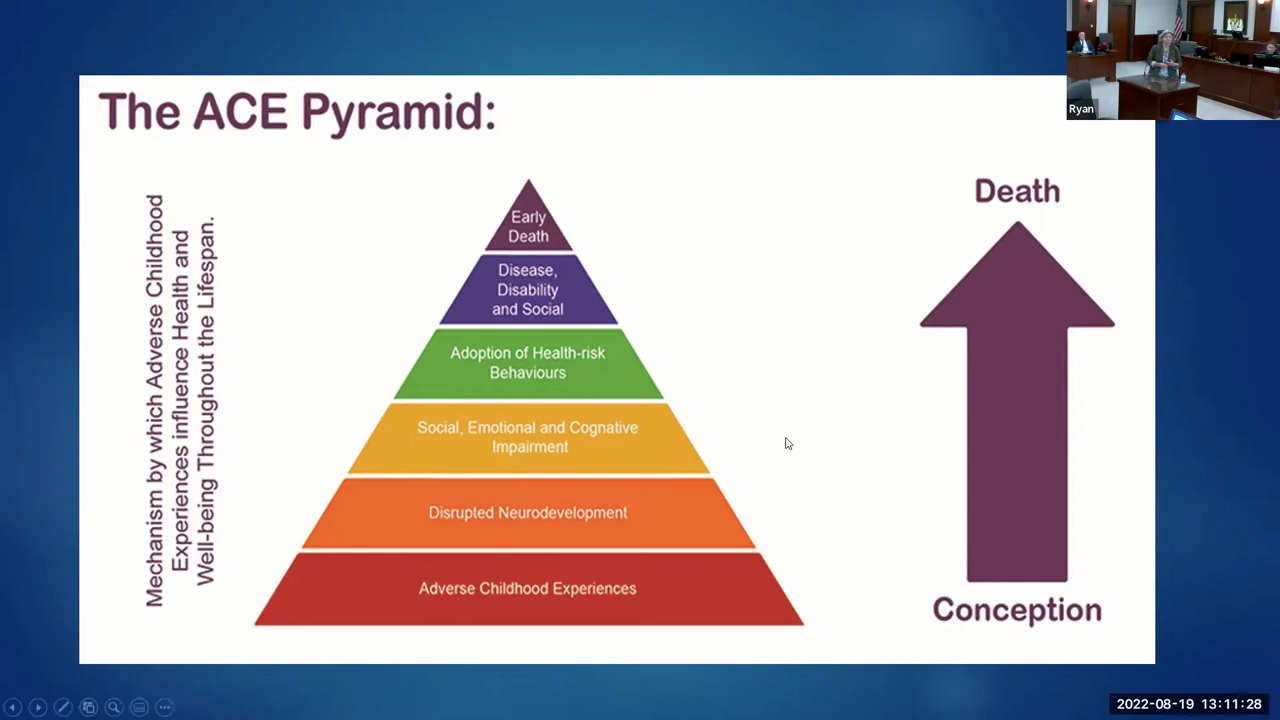 The ACE Pyramid:
Ryan
Mechanism by which Adverse Childhood
Experiences influence Health and
Well-being Throughout the Lifespan.
Early
Death
Disease,
Disability
and Social
Adoption of Health-risk
Behaviours
Social, Emotional and Cognitive
Impairment
Disrupted Neurodevelopment
Adverse Childhood Experiences
Death
Conception
2022-08-19 13:11:28